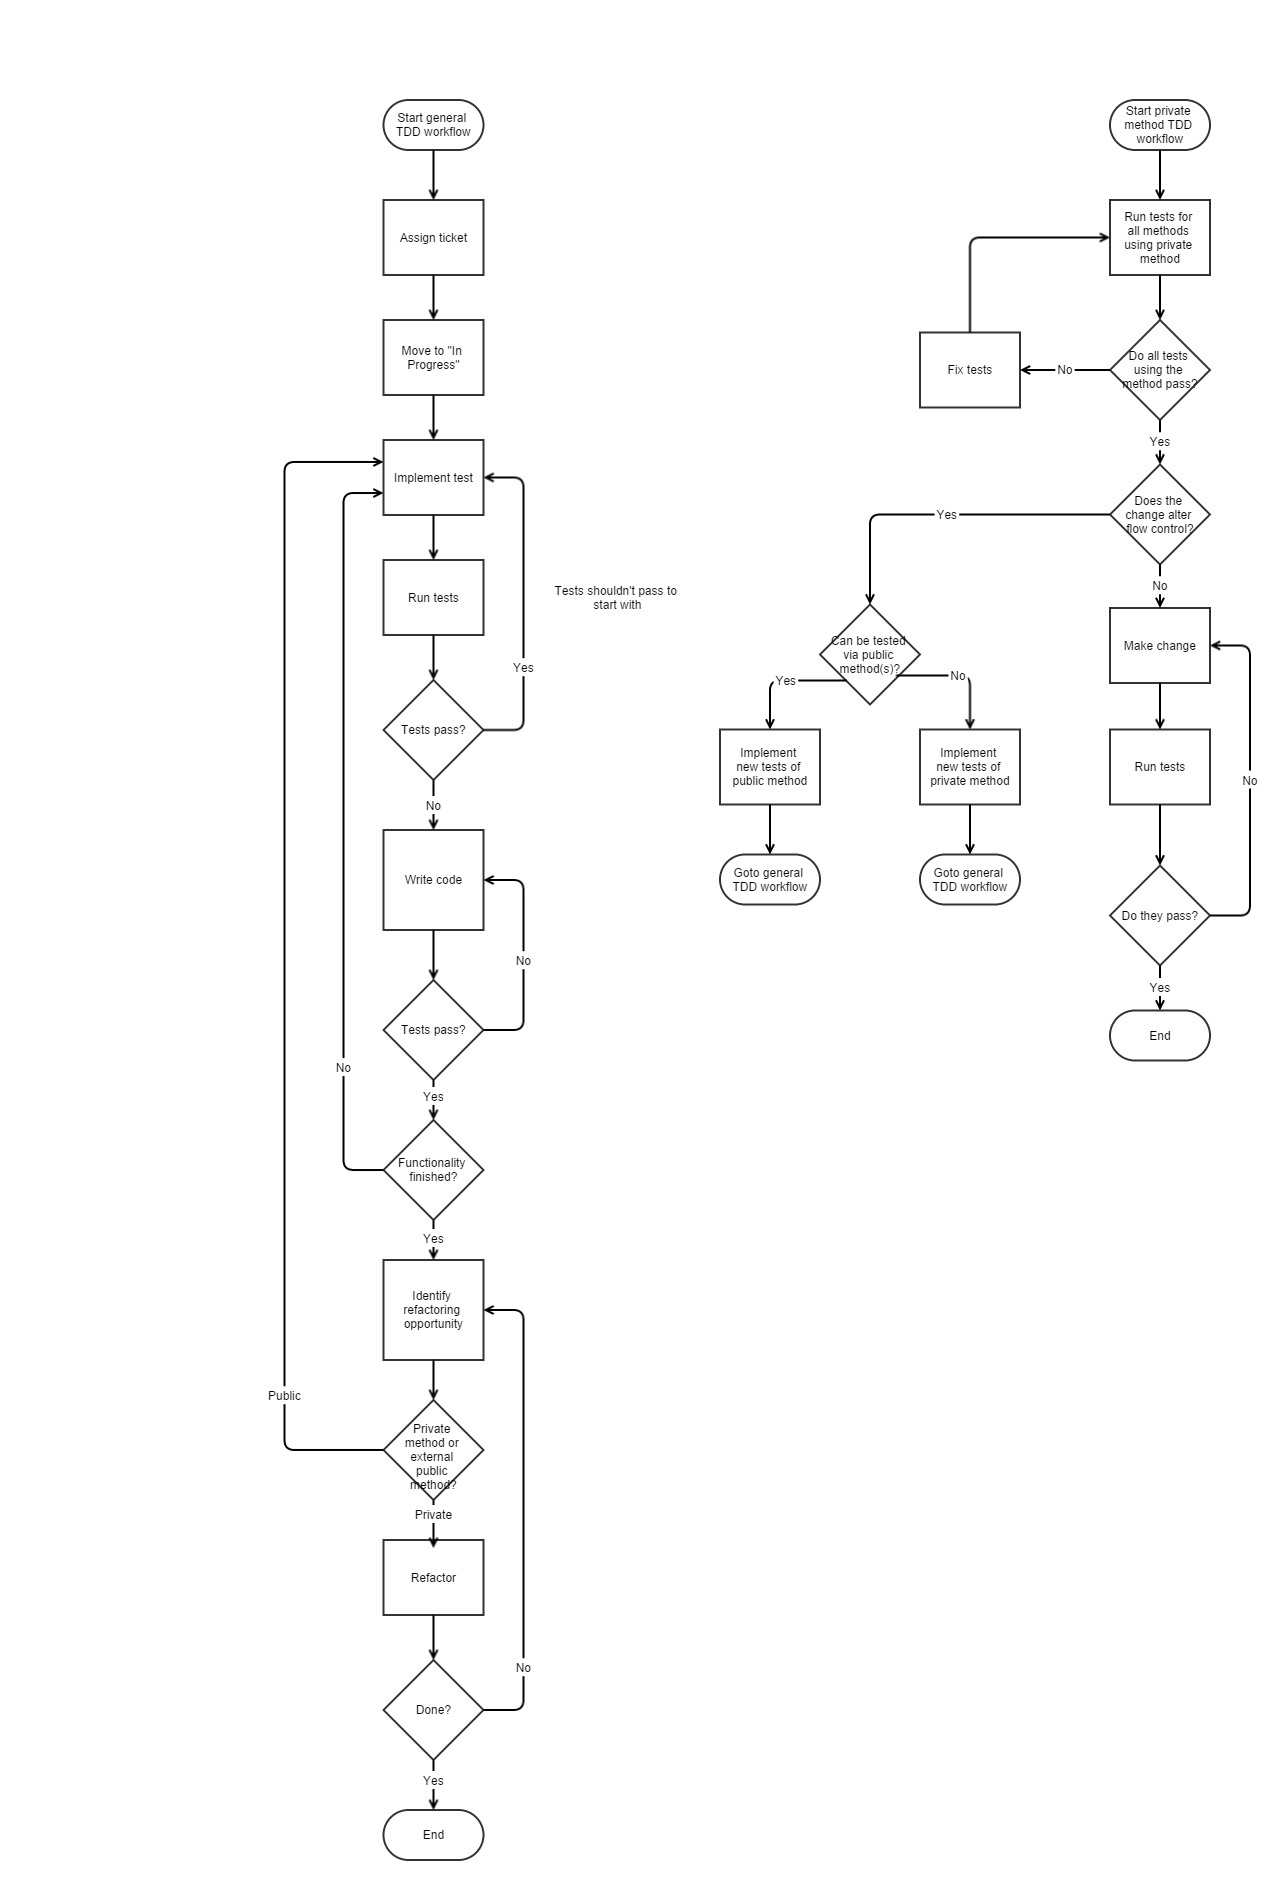 Start general
TDD workflow
Assign ticket
Move to "In
Progress"
Implement test
Run tests
Tests shouldn't pass to
start with
Yes
Tests pass?
No
Write code
No
Tests pass?
Yes
No
Functionality
finished?
Yes
Identify
refactoring
opportunity
Public
Private
method or
external
public
method?
Private
Refactor
No
Done?
Yes
End
Start private
method TDD
workflow
Run tests for
all methods
using private
method
Do all tests
using the
method pass?
No
Fix tests
Yes
Does the
change alter
flow control?
Yes
No
Can be tested
via public
method(s)?
Yes
No
Implement
new tests of
public method
Implement
new tests of
private method
Goto general
TDD workflow
Goto general
TDD workflow
Make change
Run tests
No
Do they pass?
Yes
End